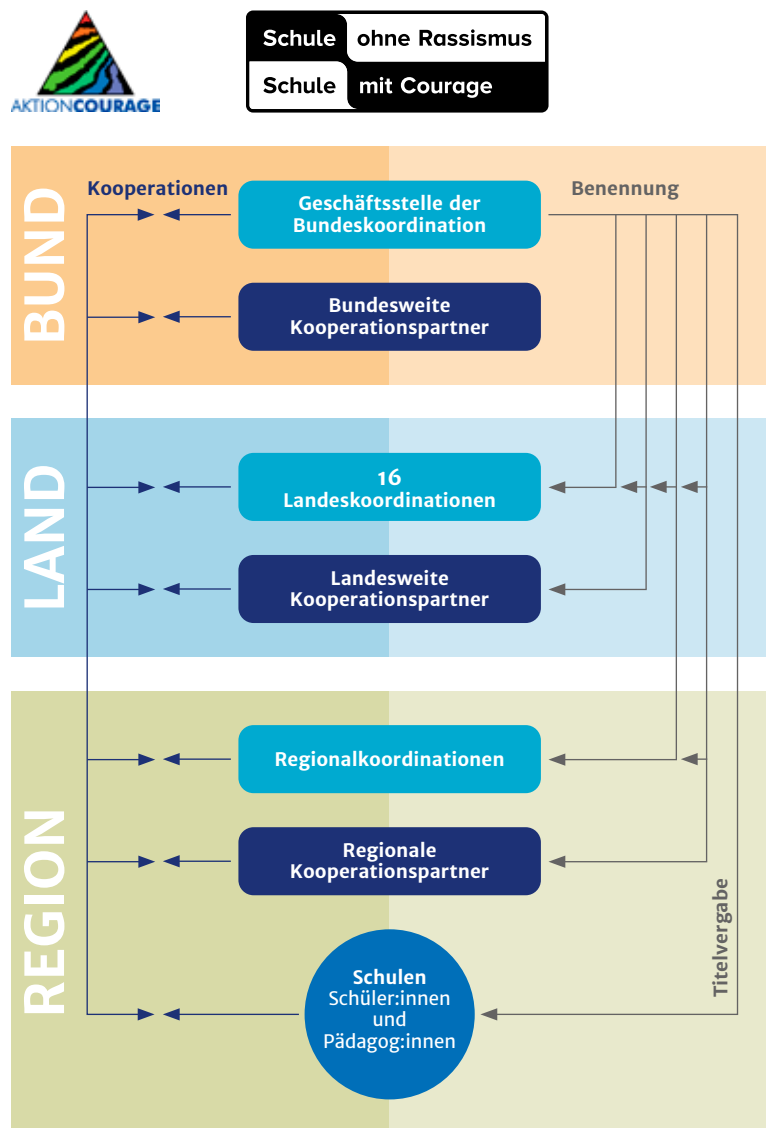 AKTIONCOURAGE
Schule ohne Rassismus
Schule mit Courage
BUND
Kooperationen
Geschäftsstelle der
Bundeskoordination
Benennung
Bundesweite
Kooperationspartner
LAND
16
Landeskoordinationen
Landesweite
Kooperationspartner
REGION
Regionalkoordinationen
Regionale
Kooperationspartner
Titelvergabe
Schulen
Schüler:innen
und
Pädagog:innen